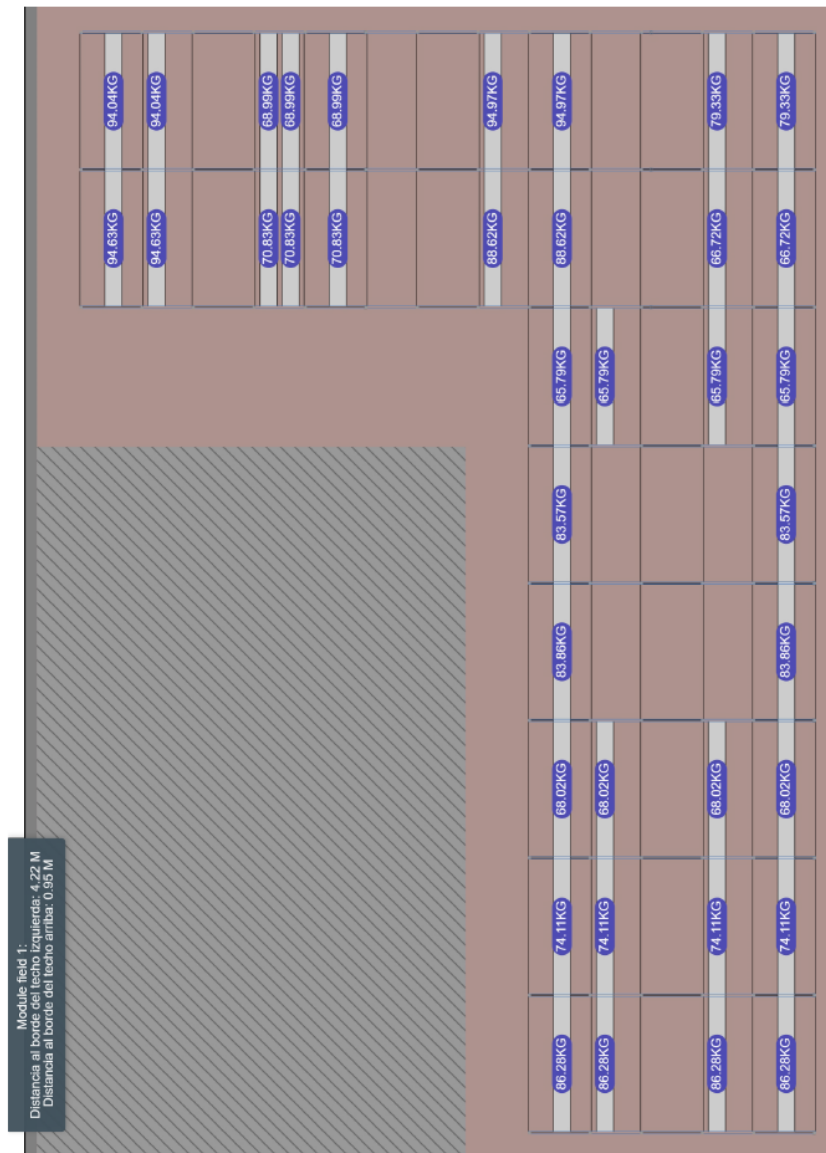 94.04KG
94.04KG
68.99KG
68.99KG
68.99KG
94.97KG
94.97KG
79.33KG
79.33KG
94.63KG
94.63KG
70.83KG
70.83KG
70.83KG
88.62KG
88.62KG
66.72KG
66.72KG
65.79KG
65.79KG
65.79KG
65.79KG
83.57KG
83.57KG
83.86KG
83.86KG
68.02KG
68.02KG
68.02KG
68.02KG
74.11KG
74.11KG
74.11KG
74.11KG
86.28KG
86.28KG
86.28KG
86.28KG
Module field 1:
Distancia al borde del techo izquierda: 4.22 M
Distancia al borde del techo arriba: 0.95 M